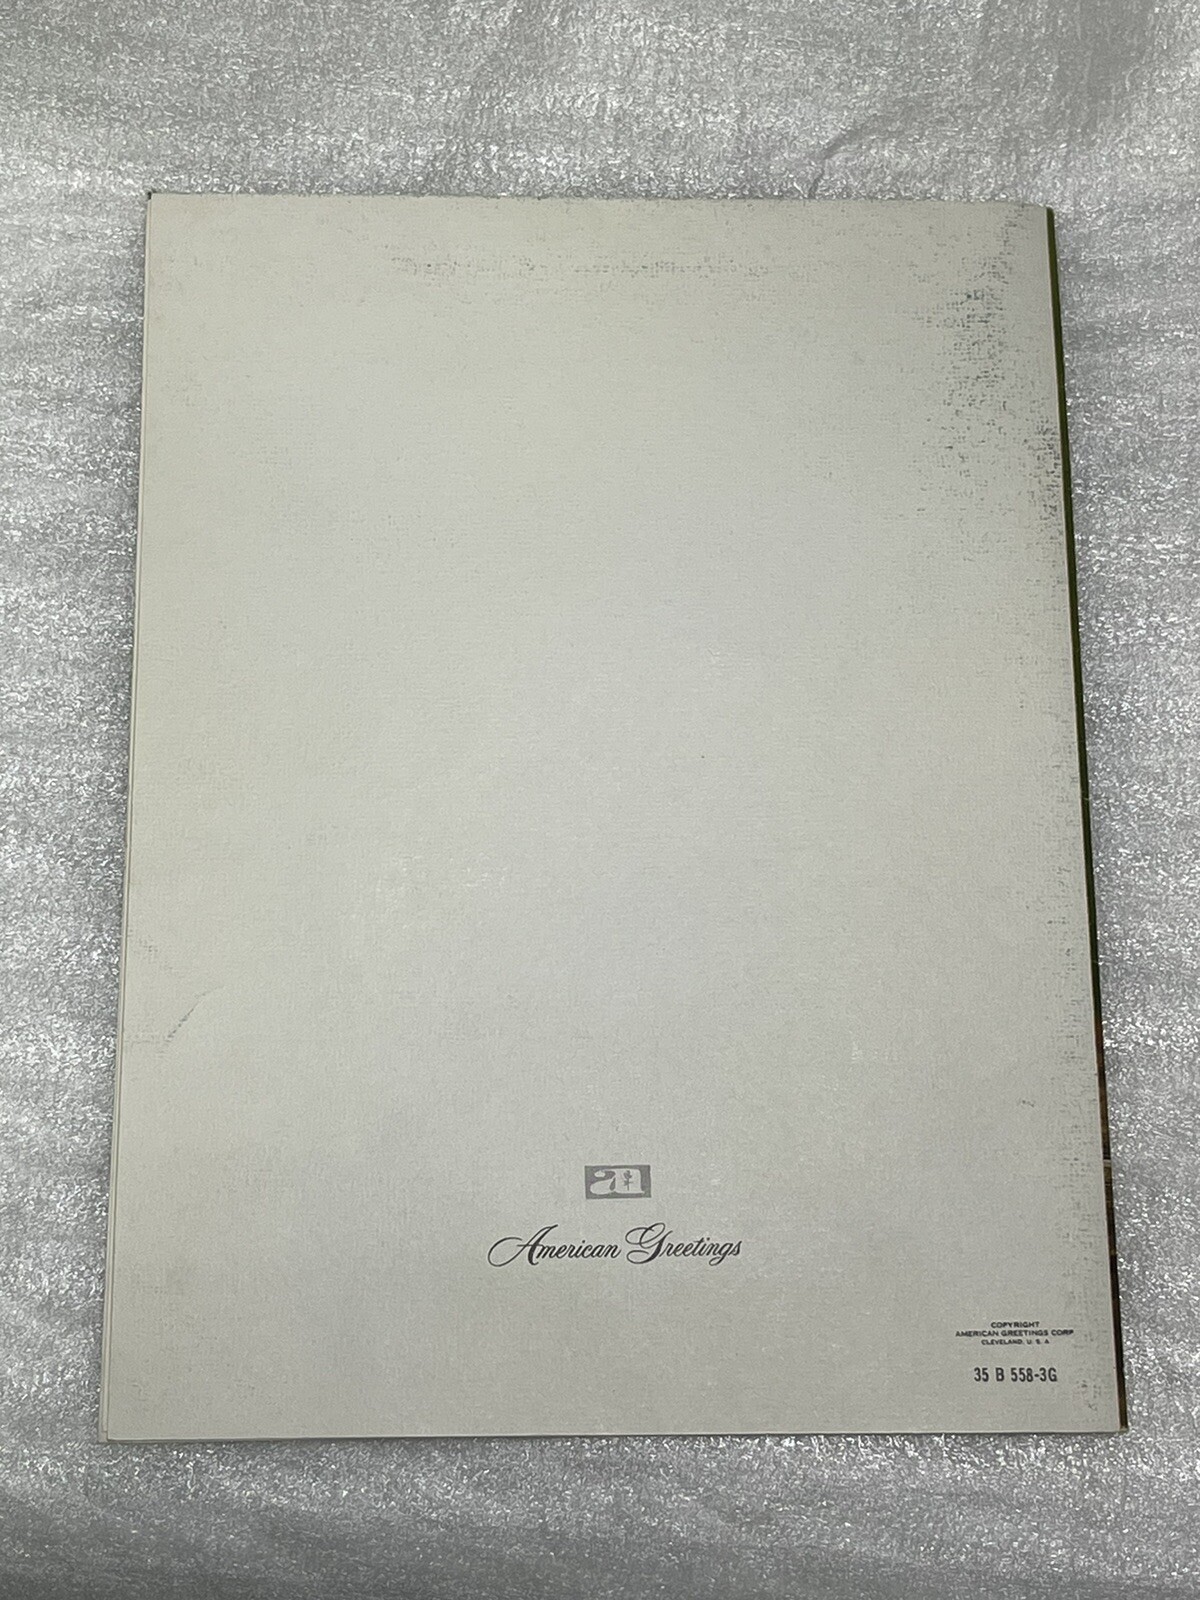 American Greetings
COPYRIGHT
AMERICAN GREETINGS CORP
CLEVELAND, U. S. A
35 B 558-3G